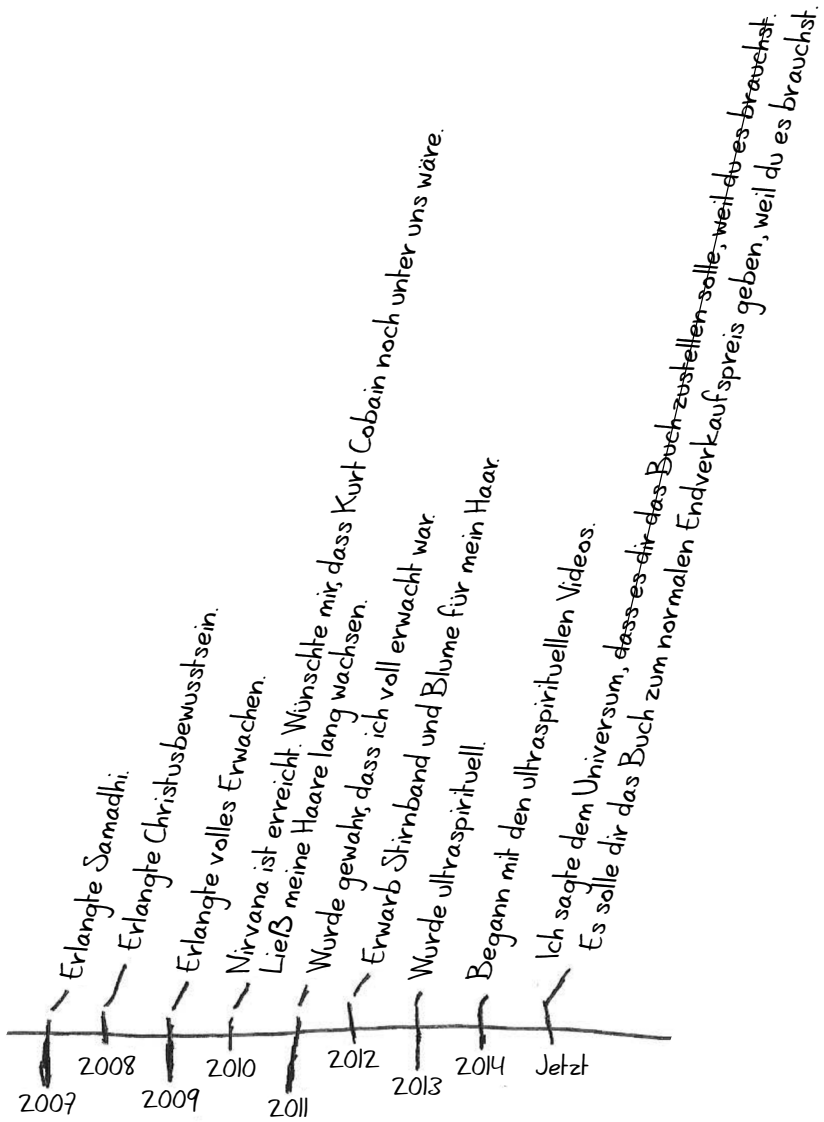 Erlangte Samadhi.
Erlangte Christusbewusstsein.
Erlangte volles Erwachen.
Nirvana ist erreicht. Wünschte mir, dass Kurt Cobain noch unter uns wäre.
Ließ meine Haare lang wachsen.
Wurde gewahr, dass ich voll erwacht war.
Erwarb Stirnband und Blume für mein Haar.
Wurde ultraspirituell.
Begann mit den ultraspirituellen Videos.
Ich sagte dem Universum, dass es dir das Buch zustellen solle, weil du es brauchst.
Es solle dir das Buch zum normalen Endverkaufspreis geben, weil du es brauchst.
2007
2008
2009
2010
2011
2012
2013
2014
Jetzt